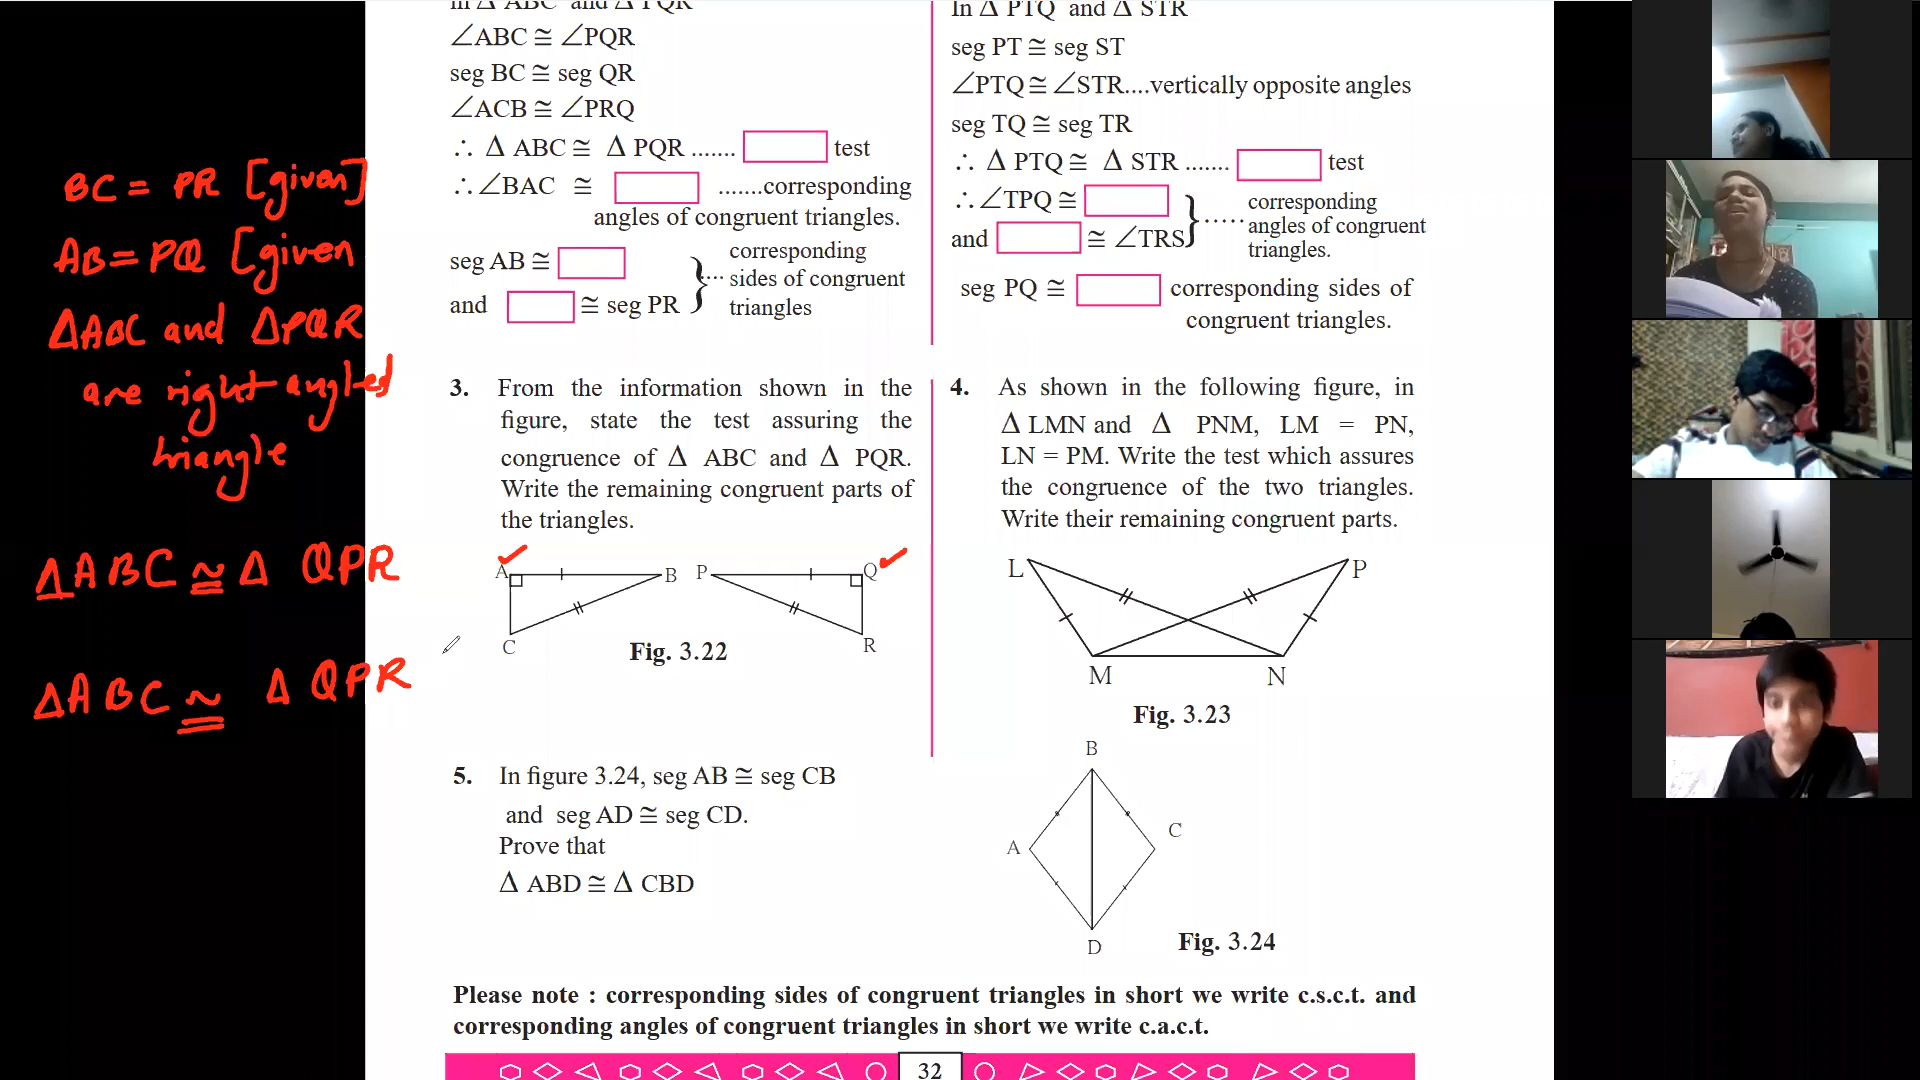 BC = PR [given]
AB = PQ [given
ΔABC and ΔPQR
are right angled
triangle
ΔABC ≅ Δ QPR
ΔABC ≅ Δ QPR
In Δ ABC and Δ PQR
∠ABC ≅ ∠PQR
seg BC ≅ seg QR
∠ACB ≅ ∠PRQ
∴ Δ ABC ≅ Δ PQR ....... test
∴ ∠BAC ≅ .......corresponding
angles of congruent triangles.
seg AB ≅
and ≅ seg PR
} ... corresponding
sides of congruent
triangles
In Δ PTQ and Δ STR
seg PT ≅ seg ST
∠PTQ ≅ ∠STR....vertically opposite angles
seg TQ ≅ seg TR
∴ Δ PTQ ≅ Δ STR ....... test
∴ ∠TPQ ≅
and ≅ ∠TRS
} ..... corresponding
angles of congruent
triangles.
seg PQ ≅ corresponding sides of
congruent triangles.
3. From the information shown in the
figure, state the test assuring the
congruence of Δ ABC and Δ PQR.
Write the remaining congruent parts of
the triangles.
A B P Q
C R
Fig. 3.22
4. As shown in the following figure, in
Δ LMN and Δ PNM, LM = PN,
LN = PM. Write the test which assures
the congruence of the two triangles.
Write their remaining congruent parts.
L P
M N
Fig. 3.23
5. In figure 3.24, seg AB ≅ seg CB
and seg AD ≅ seg CD.
Prove that
Δ ABD ≅ Δ CBD
B
A C
D
Fig. 3.24
Please note : corresponding sides of congruent triangles in short we write c.s.c.t. and
corresponding angles of congruent triangles in short we write c.a.c.t.
32